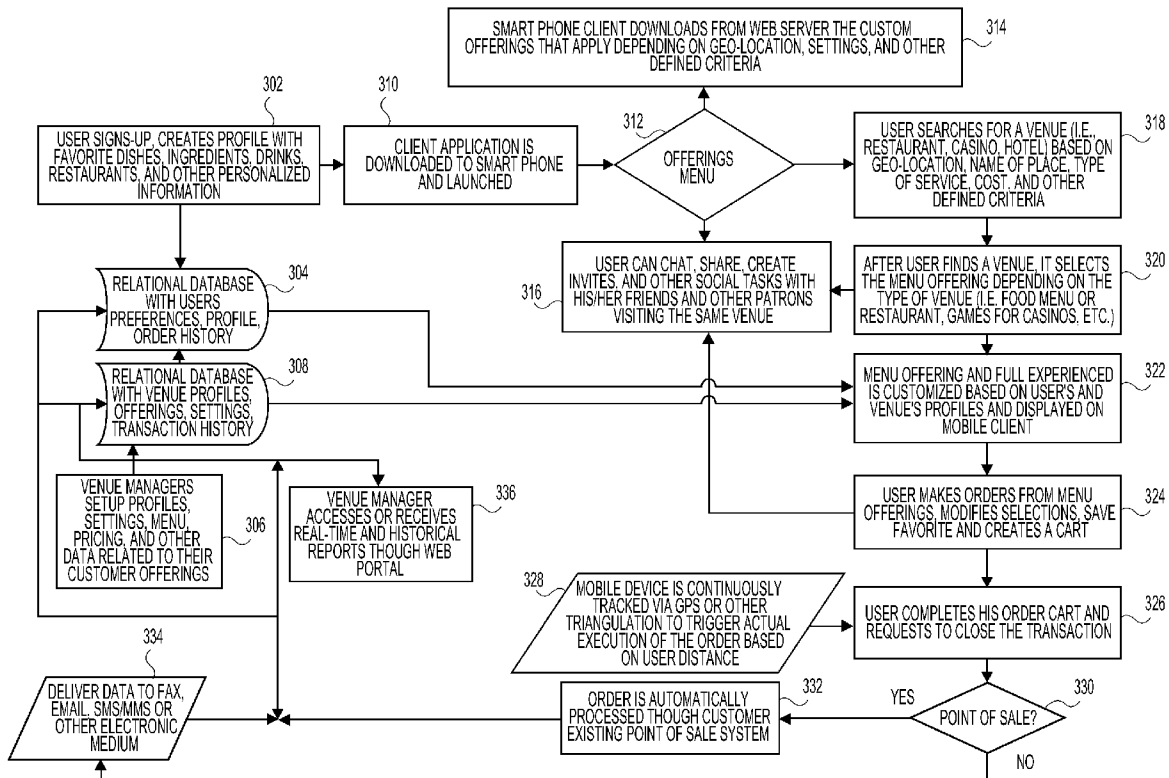 SMART PHONE CLIENT DOWNLOADS FROM WEB SERVER THE CUSTOM
OFFERINGS THAT APPLY DEPENDING ON GEO-LOCATION, SETTINGS, AND OTHER
DEFINED CRITERIA
314
302
USER SIGNS-UP, CREATES PROFILE WITH
FAVORITE DISHES, INGREDIENTS, DRINKS,
RESTAURANTS, AND OTHER PERSONALIZED
INFORMATION
310
CLIENT APPLICATION IS
DOWNLOADED TO SMART PHONE
AND LAUNCHED
312
OFFERINGS
MENU
318
USER SEARCHES FOR A VENUE (I.E.,
RESTAURANT, CASINO, HOTEL) BASED ON
GEO-LOCATION, NAME OF PLACE, TYPE
OF SERVICE, COST, AND OTHER
DEFINED CRITERIA
304
RELATIONAL DATABASE
WITH USERS
PREFERENCES, PROFILE,
ORDER HISTORY
316
USER CAN CHAT, SHARE, CREATE
INVITES, AND OTHER SOCIAL TASKS WITH
HIS/HER FRIENDS AND OTHER PATRONS
VISITING THE SAME VENUE
320
AFTER USER FINDS A VENUE, IT SELECTS
THE MENU OFFERING DEPENDING ON THE
TYPE OF VENUE (I.E. FOOD MENU OR
RESTAURANT, GAMES FOR CASINOS, ETC.)
308
RELATIONAL DATABASE
WITH VENUE PROFILES,
OFFERINGS, SETTINGS,
TRANSACTION HISTORY
322
MENU OFFERING AND FULL EXPERIENCED
IS CUSTOMIZED BASED ON USER'S AND
VENUE'S PROFILES AND DISPLAYED ON
MOBILE CLIENT
VENUE MANAGERS
SETUP PROFILES,
SETTINGS, MENU,
PRICING, AND OTHER
DATA RELATED TO THEIR
CUSTOMER OFFERINGS
306
336
VENUE MANAGER
ACCESSES OR RECEIVES
REAL-TIME AND HISTORICAL
REPORTS THOUGH WEB
PORTAL
324
USER MAKES ORDERS FROM MENU
OFFERINGS, MODIFIES SELECTIONS, SAVE
FAVORITE AND CREATES A CART
328
MOBILE DEVICE IS CONTINUOUSLY
TRACKED VIA GPS OR OTHER
TRIANGULATION TO TRIGGER ACTUAL
EXECUTION OF THE ORDER BASED
ON USER DISTANCE
326
USER COMPLETES HIS ORDER CART AND
REQUESTS TO CLOSE THE TRANSACTION
334
DELIVER DATA TO FAX,
EMAIL, SMS/MMS OR
OTHER ELECTRONIC
MEDIUM
332
ORDER IS AUTOMATICALLY
PROCESSED THOUGH CUSTOMER
EXISTING POINT OF SALE SYSTEM
YES
330
POINT OF SALE?
NO